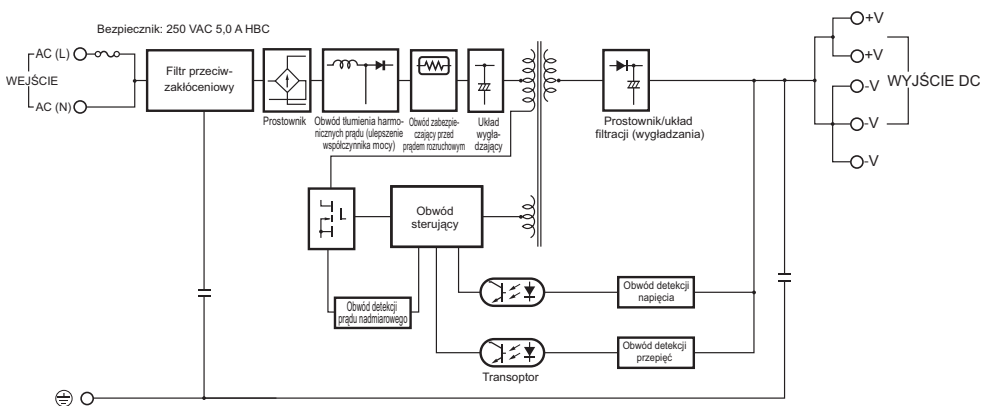 Bezpiecznik: 250 VAC 5,0 A HBC
AC (L)
WEJŚCIE
AC (N)
Filtr przeciw-
zakłóceniowy
Prostownik
Obwód tłumienia harmo-
nicznych prądu (ulepszenie
współczynnika mocy)
Obwód zabezpie-
czający przed
prądem rozruchowym
Układ
wygła-
dzający
Prostownik/układ
filtracji (wygładzania)
+V
+V
-V
-V
-V
WYJŚCIE DC
Obwód
sterujący
Obwód detekcji
prądu nadmiarowego
Obwód detekcji
napięcia
Obwód detekcji
przepięć
Transoptor